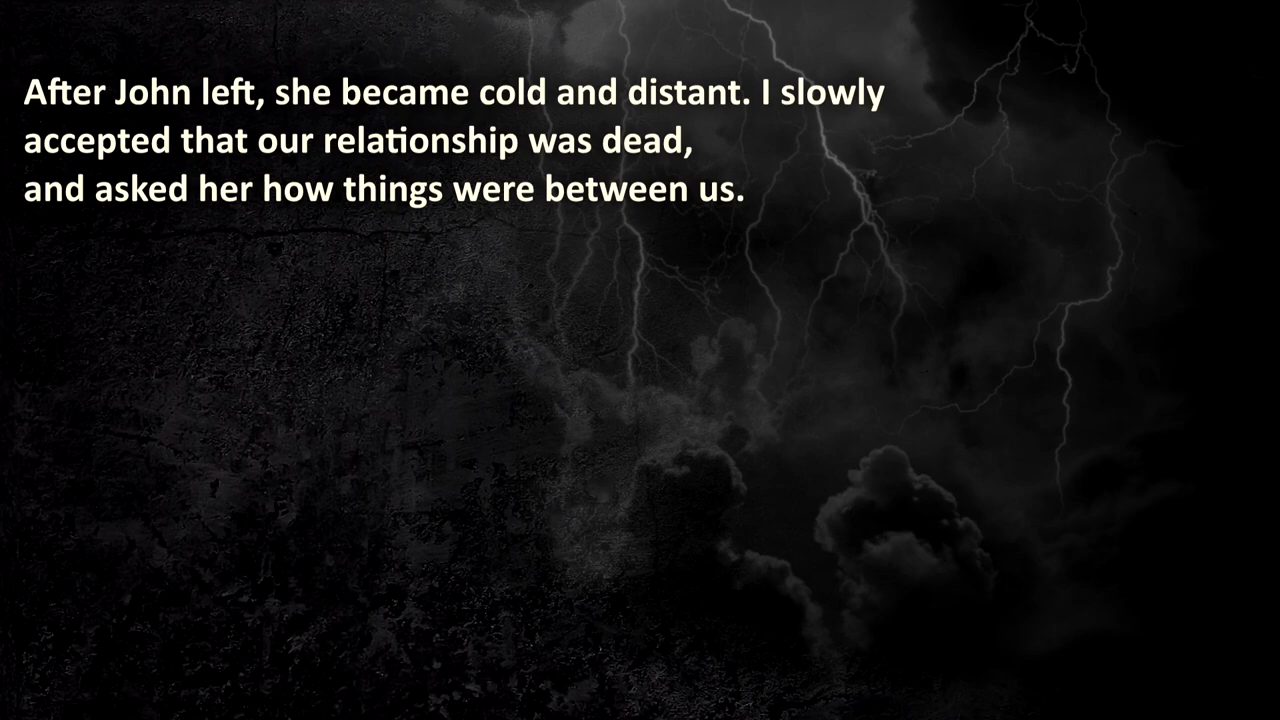 After John left, she became cold and distant. I slowly
accepted that our relationship was dead,
and asked her how things were between us.